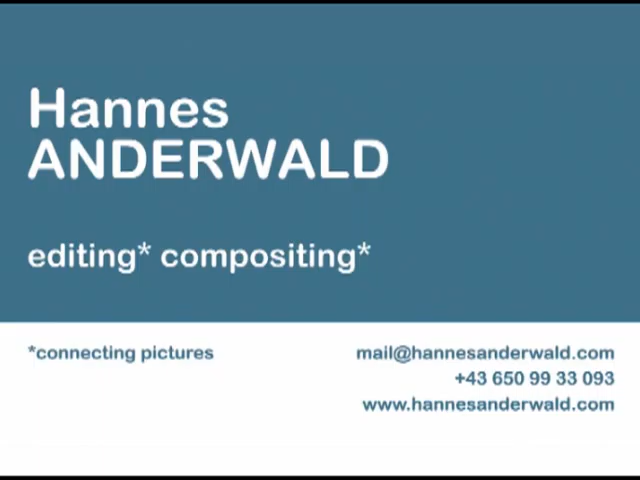 Hannes
ANDERWALD
editing* compositing*
*connecting pictures
mail@hannesanderwald.com
+43 650 99 33 093
www.hannesanderwald.com